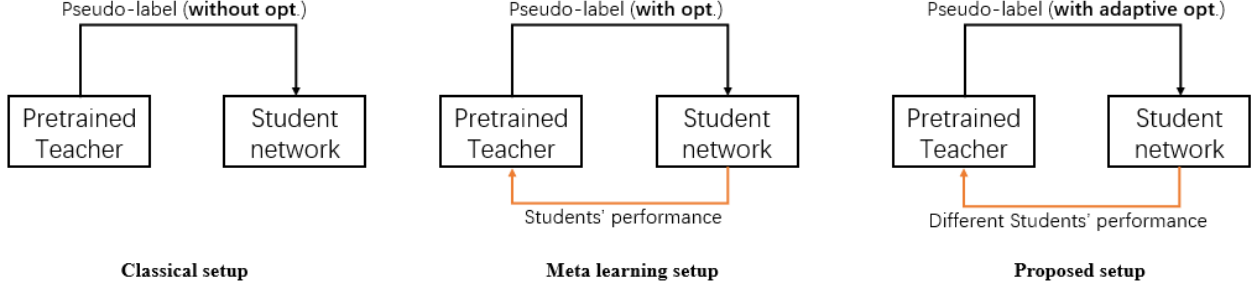 Pseudo-label (without opt.)
Pretrained
Teacher
Student
network
Classical setup
Pseudo-label (with opt.)
Pretrained
Teacher
Student
network
Students' performance
Meta learning setup
Pseudo-label (with adaptive opt.)
Pretrained
Teacher
Student
network
Different Students' performance
Proposed setup